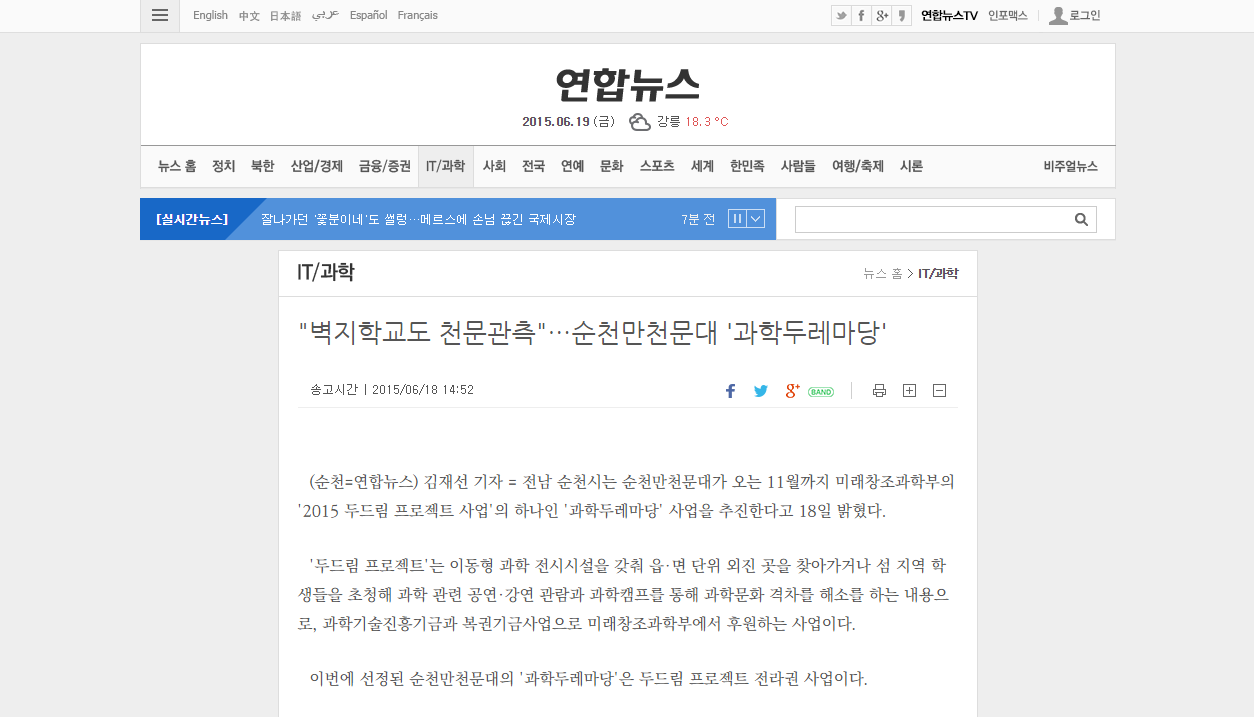 English 中文 日本語 عربي Español Français
연합뉴스TV 인포맥스 로그인
연합뉴스
2015.06.19 (금) 강릉 18.3 ℃
뉴스 홈 정치 북한 산업/경제 금융/증권 IT/과학 사회 전국 연예 문화 스포츠 세계 한민족 사람들 여행/축제 시론 비주얼뉴스
[실시간뉴스] 잘나가던 '꽃분이네'도 썰렁…메르스에 손님 끊긴 국제시장 7분 전
IT/과학 뉴스 홈 > IT/과학
"벽지학교도 천문관측"…순천만천문대 '과학두레마당'
송고시간 | 2015/06/18 14:52 BAND
(순천=연합뉴스) 김재선 기자 = 전남 순천시는 순천만천문대가 오는 11월까지 미래창조과학부의
'2015 두드림 프로젝트 사업'의 하나인 '과학두레마당' 사업을 추진한다고 18일 밝혔다.
'두드림 프로젝트'는 이동형 과학 전시시설을 갖춰 읍·면 단위 외진 곳을 찾아가거나 섬 지역 학
생들을 초청해 과학 관련 공연·강연 관람과 과학캠프를 통해 과학문화 격차를 해소를 하는 내용으
로, 과학기술진흥기금과 복권기금사업으로 미래창조과학부에서 후원하는 사업이다.
이번에 선정된 순천만천문대의 '과학두레마당'은 두드림 프로젝트 전라권 사업이다.